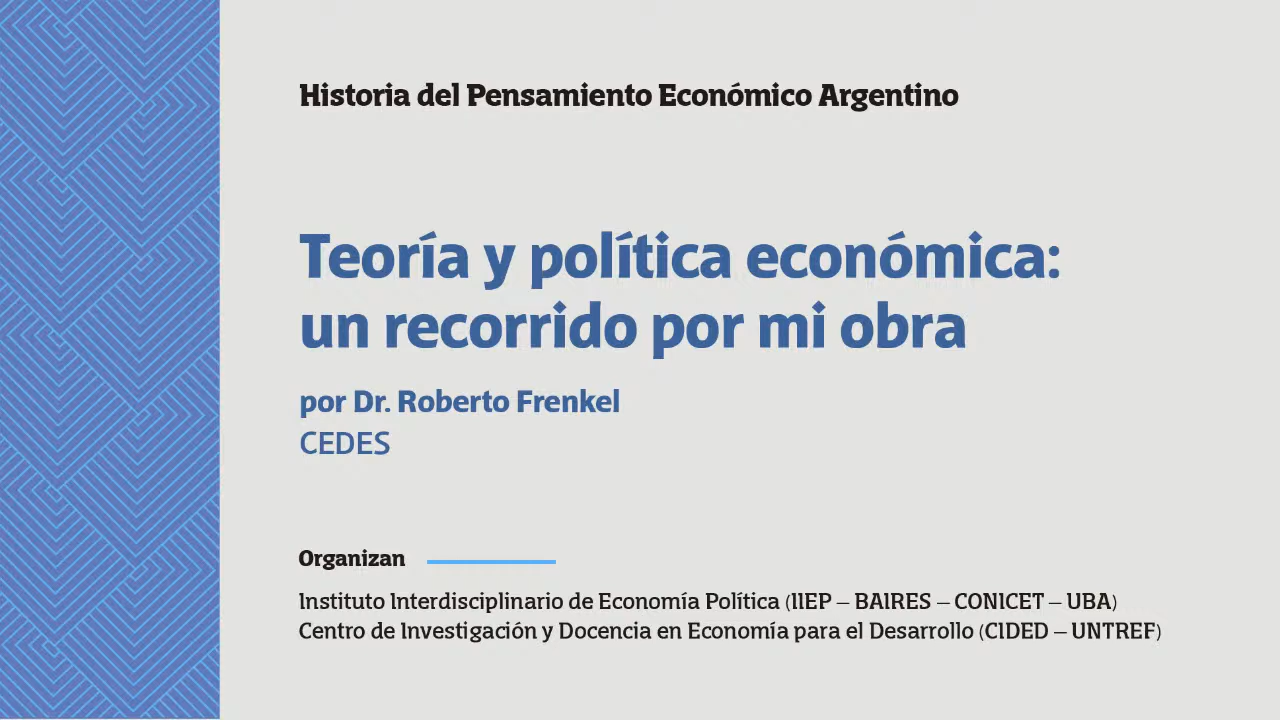 Historia del Pensamiento Económico Argentino
Teoría y política económica:
un recorrido por mi obra
por Dr. Roberto Frenkel
CEDES
Organizan
Instituto Interdisciplinario de Economía Política (IIEP – BAIRES – CONICET – UBA)
Centro de Investigación y Docencia en Economía para el Desarrollo (CIDED – UNTREF)